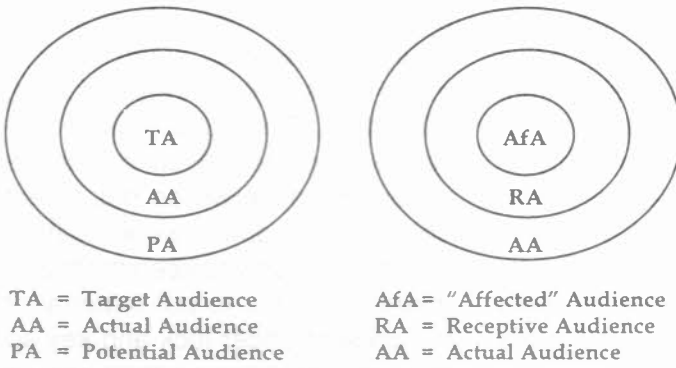 TA
AA
PA
AfA
RA
AA
TA = Target Audience
AA = Actual Audience
PA = Potential Audience
AfA = "Affected" Audience
RA = Receptive Audience
AA = Actual Audience